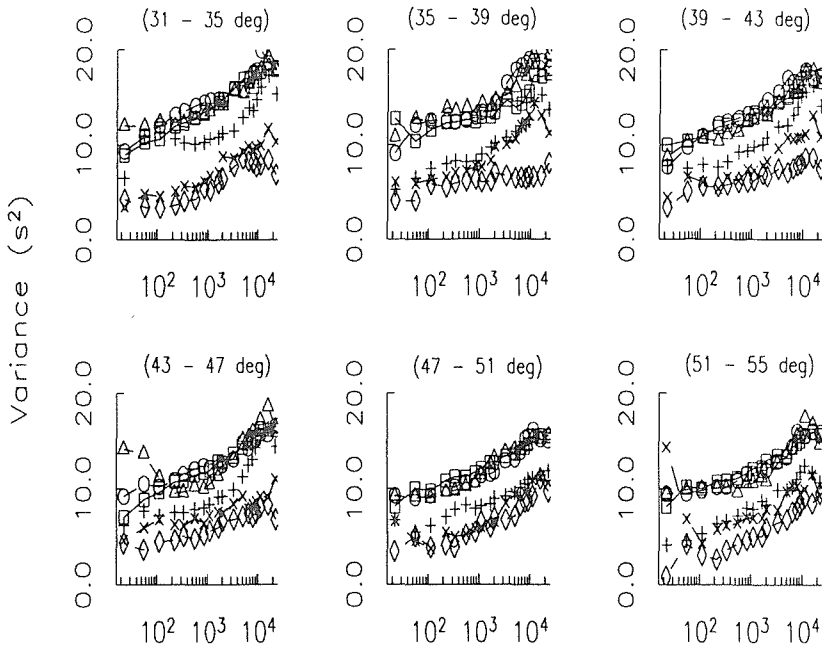 (31 – 35 deg) (35 – 39 deg) (39 – 43 deg)
20.0 20.0 20.0
10.0 10.0 10.0
0.0 0.0 0.0
10² 10³ 10⁴ 10² 10³ 10⁴ 10² 10³ 10⁴
Variance (s²)
(43 – 47 deg) (47 – 51 deg) (51 – 55 deg)
20.0 20.0 20.0
10.0 10.0 10.0
0.0 0.0 0.0
10² 10³ 10⁴ 10² 10³ 10⁴ 10² 10³ 10⁴